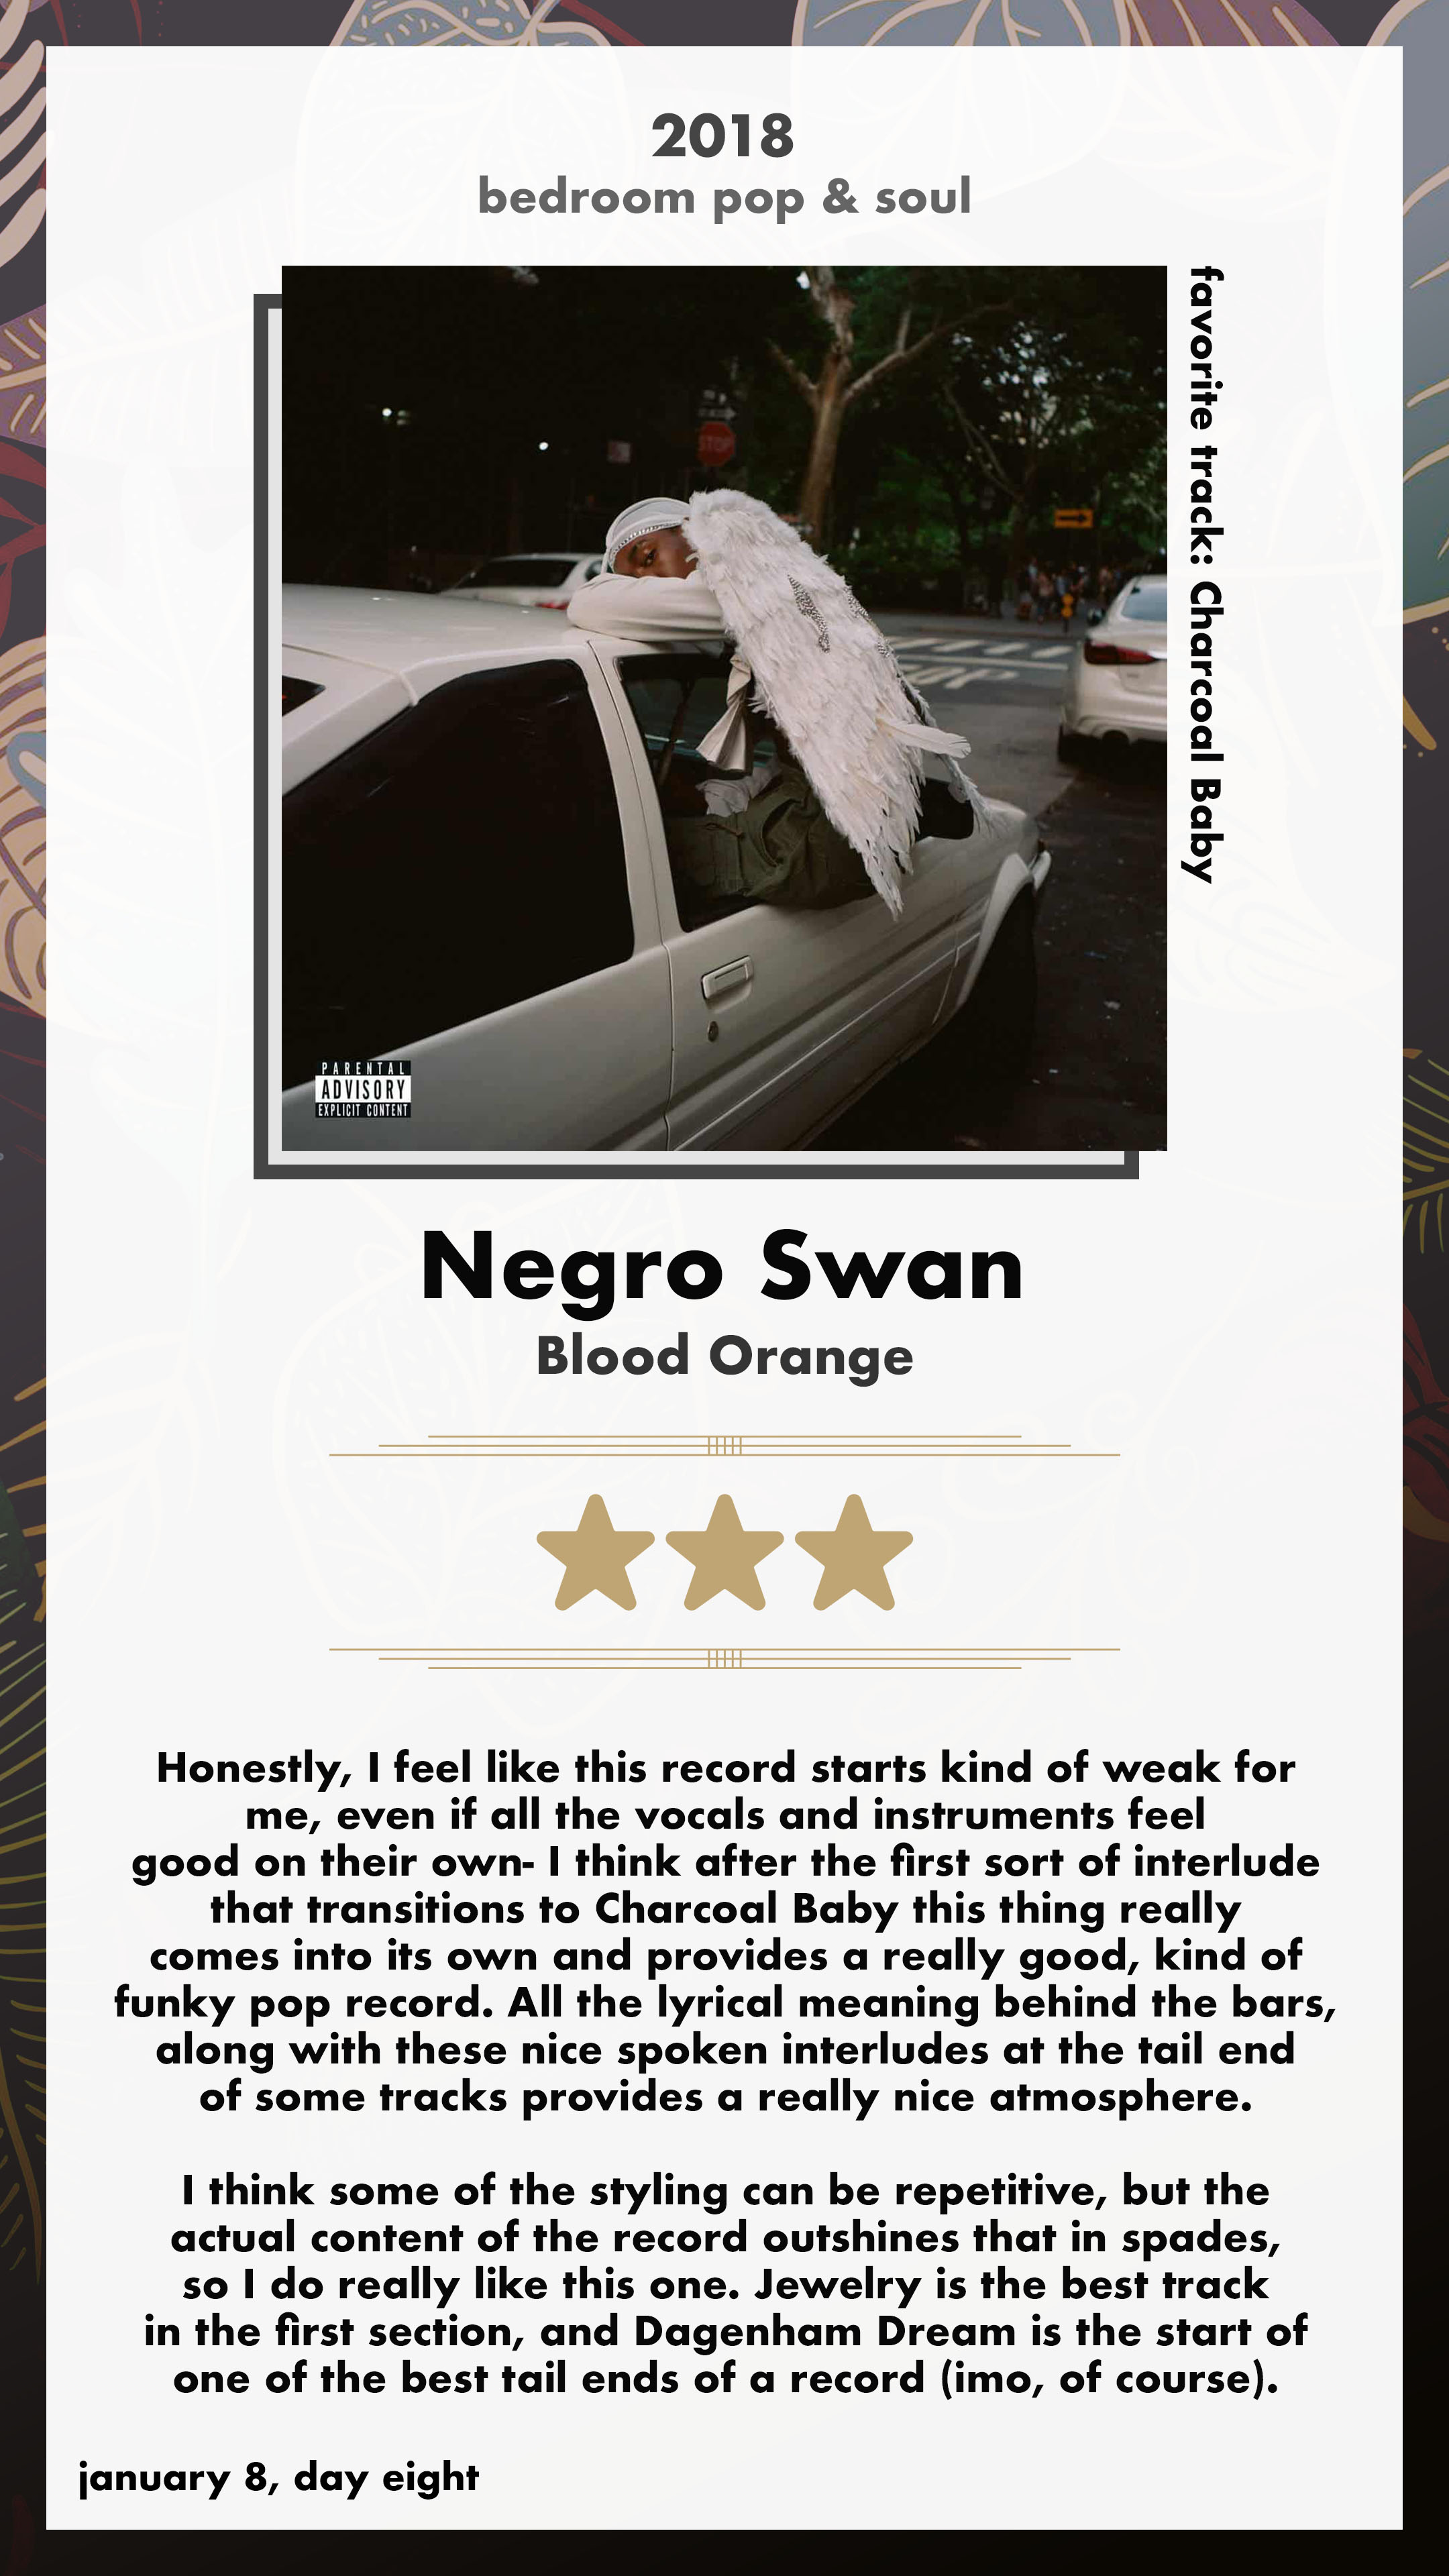 2018
bedroom pop & soul
favorite track: Charcoal Baby
STOP
PARENTAL
ADVISORY
EXPLICIT CONTENT
Negro Swan
Blood Orange
Honestly, I feel like this record starts kind of weak for
me, even if all the vocals and instruments feel
good on their own- I think after the first sort of interlude
that transitions to Charcoal Baby this thing really
comes into its own and provides a really good, kind of
funky pop record. All the lyrical meaning behind the bars,
along with these nice spoken interludes at the tail end
of some tracks provides a really nice atmosphere.
I think some of the styling can be repetitive, but the
actual content of the record outshines that in spades,
so I do really like this one. Jewelry is the best track
in the first section, and Dagenham Dream is the start of
one of the best tail ends of a record (imo, of course).
january 8, day eight